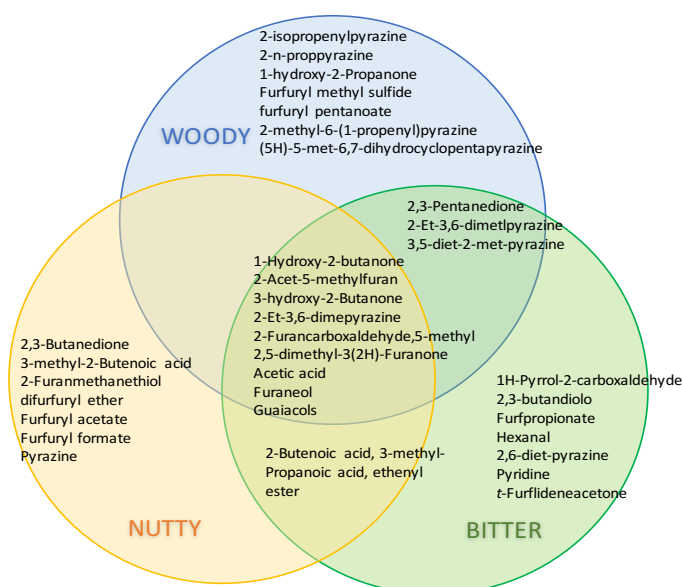 2-isopropenylpyrazine
2-n-proppyrazine
1-hydroxy-2-Propanone
Furfuryl methyl sulfide
furfuryl pentanoate
2-methyl-6-(1-propenyl)pyrazine
(5H)-5-met-6,7-dihydrocyclopentapyrazine
WOODY
2,3-Pentanedione
2-Et-3,6-dimetlpyrazine
3,5-diet-2-met-pyrazine
1-Hydroxy-2-butanone
2-Acet-5-methylfuran
3-hydroxy-2-Butanone
2-Et-3,6-dimepyrazine
2-Furancarboxaldehyde,5-methyl
2,5-dimethyl-3(2H)-Furanone
Acetic acid
Furaneol
Guaiacols
2,3-Butanedione
3-methyl-2-Butenoic acid
2-Furanmethanethiol
difurfuryl ether
Furfuryl acetate
Furfuryl formate
Pyrazine
1H-Pyrrol-2-carboxaldehyde
2,3-butandiolo
Furfpropionate
Hexanal
2,6-diet-pyrazine
Pyridine
t-Furflideneacetone
2-Butenoic acid, 3-methyl-
Propanoic acid, ethenyl
ester
NUTTY
BITTER